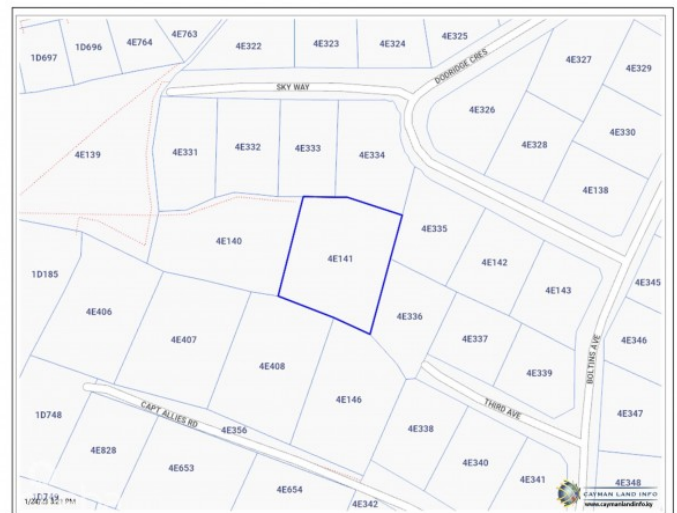 4E763
1D696
4E764
4E322
4E323
4E324
4E325
1D697
4E327
4E329
DODRIDGE CRES
SKY WAY
4E326
4E330
4E139
4E331
4E332
4E333
4E334
4E328
4E138
4E335
4E140
4E141
4E142
1D185
4E143
4E345
4E406
4E336
4E407
4E337
4E346
BOLTINS AVE
4E408
4E339
4E146
THIRD AVE
4E347
1D748
CAPT ALLIES RD
4E356
4E338
4E828
4E653
4E340
4E341
4E654
4E342
4E348
CAYMAN LAND INFO
www.caymanlandinfo.ky